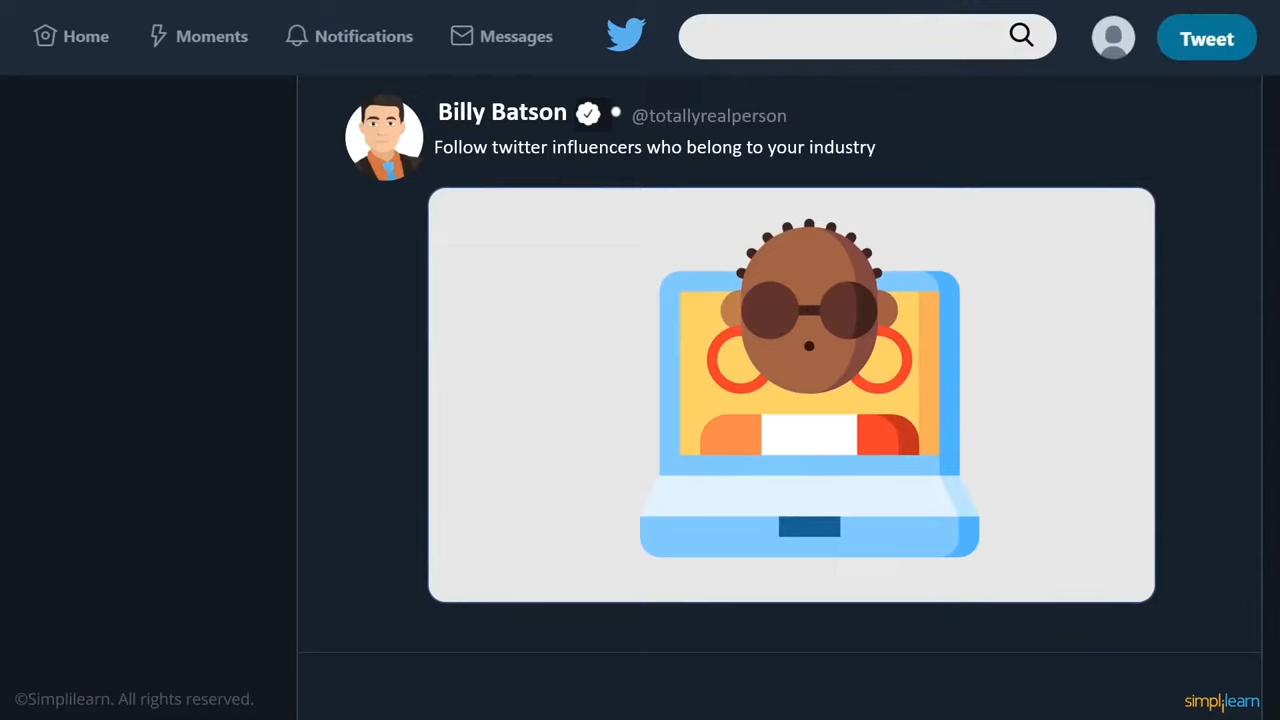 Home Moments Notifications Messages Tweet
Billy Batson @totallyrealperson
Follow twitter influencers who belong to your industry
©Simplilearn. All rights reserved.
simplilearn